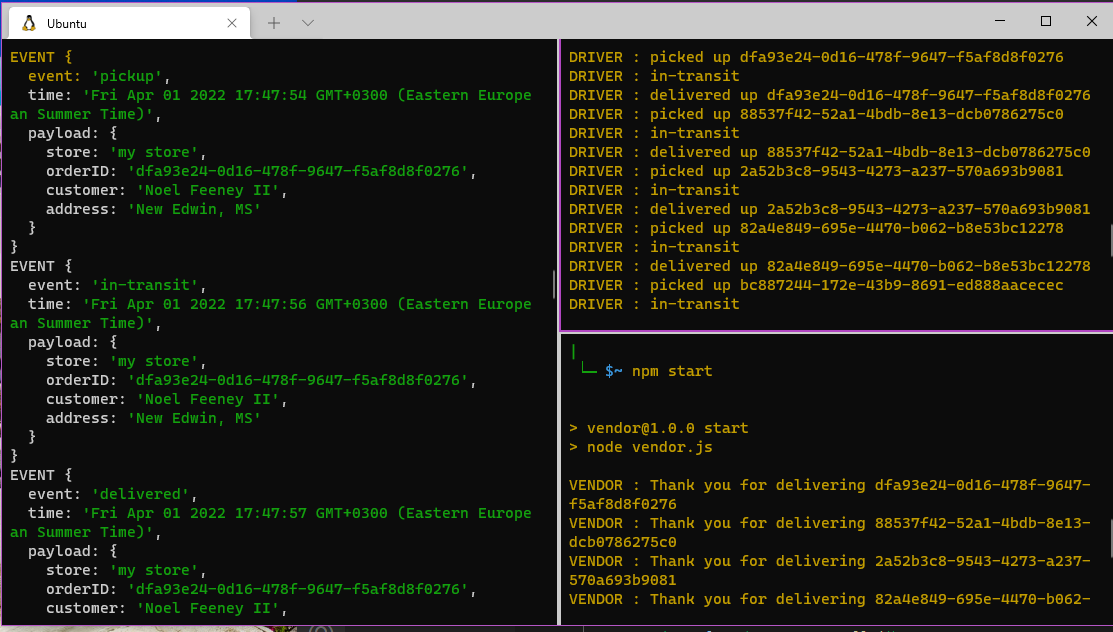 Ubuntu
EVENT {
event: 'pickup',
time: 'Fri Apr 01 2022 17:47:54 GMT+0300 (Eastern Europe
an Summer Time)',
payload: {
store: 'my store',
orderID: 'dfa93e24-0d16-478f-9647-f5af8d8f0276',
customer: 'Noel Feeney II',
address: 'New Edwin, MS'
}
}
EVENT {
event: 'in-transit',
time: 'Fri Apr 01 2022 17:47:56 GMT+0300 (Eastern Europe
an Summer Time)',
payload: {
store: 'my store',
orderID: 'dfa93e24-0d16-478f-9647-f5af8d8f0276',
customer: 'Noel Feeney II',
address: 'New Edwin, MS'
}
}
EVENT {
event: 'delivered',
time: 'Fri Apr 01 2022 17:47:57 GMT+0300 (Eastern Europe
an Summer Time)',
payload: {
store: 'my store',
orderID: 'dfa93e24-0d16-478f-9647-f5af8d8f0276',
customer: 'Noel Feeney II',
DRIVER : picked up dfa93e24-0d16-478f-9647-f5af8d8f0276
DRIVER : in-transit
DRIVER : delivered up dfa93e24-0d16-478f-9647-f5af8d8f0276
DRIVER : picked up 88537f42-52a1-4bdb-8e13-dcb0786275c0
DRIVER : in-transit
DRIVER : delivered up 88537f42-52a1-4bdb-8e13-dcb0786275c0
DRIVER : picked up 2a52b3c8-9543-4273-a237-570a693b9081
DRIVER : in-transit
DRIVER : delivered up 2a52b3c8-9543-4273-a237-570a693b9081
DRIVER : picked up 82a4e849-695e-4470-b062-b8e53bc12278
DRIVER : in-transit
DRIVER : delivered up 82a4e849-695e-4470-b062-b8e53bc12278
DRIVER : picked up bc887244-172e-43b9-8691-ed888aacecec
DRIVER : in-transit
│
└─ $~ npm start
> vendor@1.0.0 start
> node vendor.js
VENDOR : Thank you for delivering dfa93e24-0d16-478f-9647-
f5af8d8f0276
VENDOR : Thank you for delivering 88537f42-52a1-4bdb-8e13-
dcb0786275c0
VENDOR : Thank you for delivering 2a52b3c8-9543-4273-a237-
570a693b9081
VENDOR : Thank you for delivering 82a4e849-695e-4470-b062-